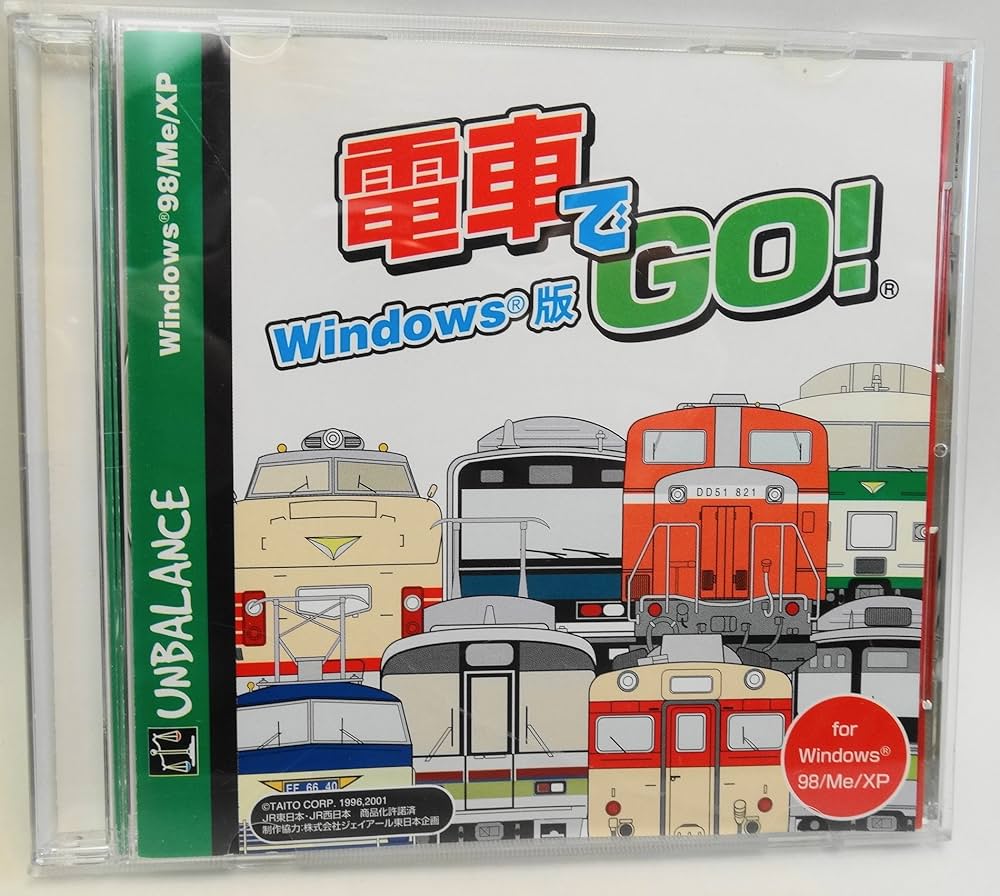 Windows®98/Me/XP
UNBALANCE
電車でGO!®
Windows®版
DD51 821
EF 66 40
for
Windows®
98/Me/XP
©TAITO CORP. 1996,2001
JR東日本・JR西日本 商品化許諾済
制作協力:株式会社ジェイアール東日本企画